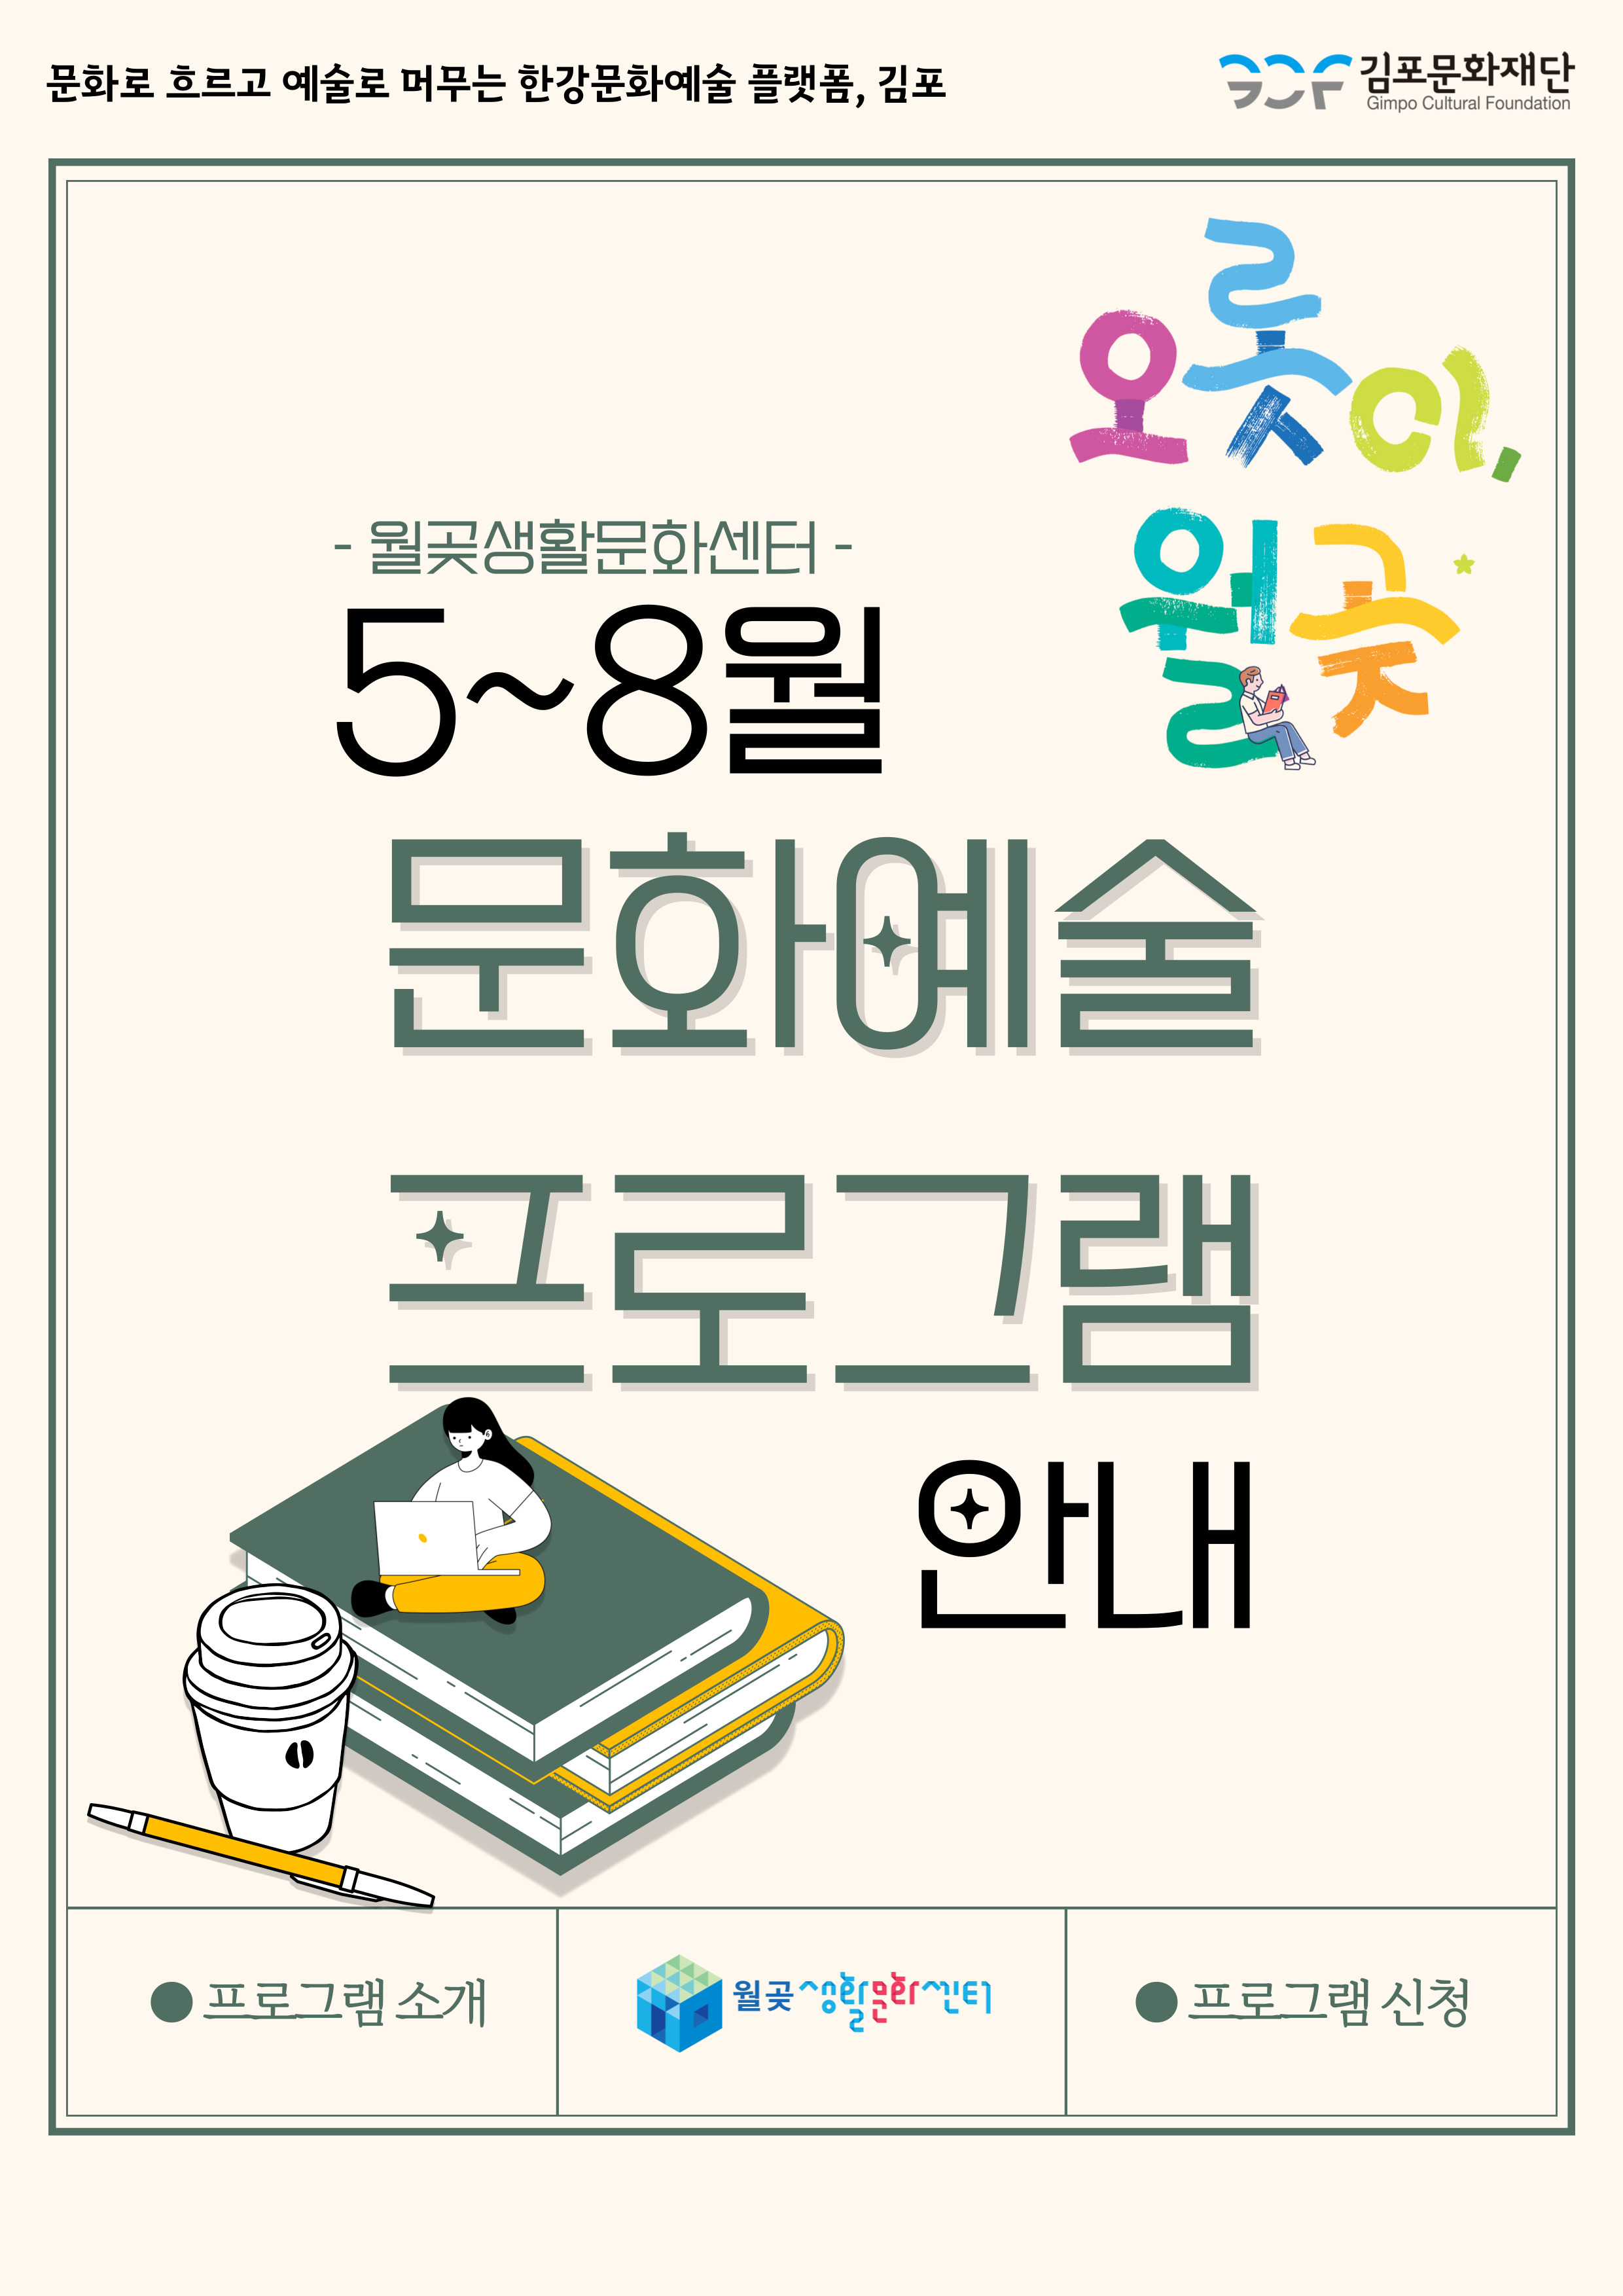 문화로 흐르고 예술로 머무는 한강문화예술 플랫폼, 김포
김포문화재단
Gimpo Cultural Foundation
오롯이,
월곶
- 월곶생활문화센터 -
5~8월
문화예술
프로그램
안내
● 프로그램 소개
월곶 생활문화센터
● 프로그램 신청